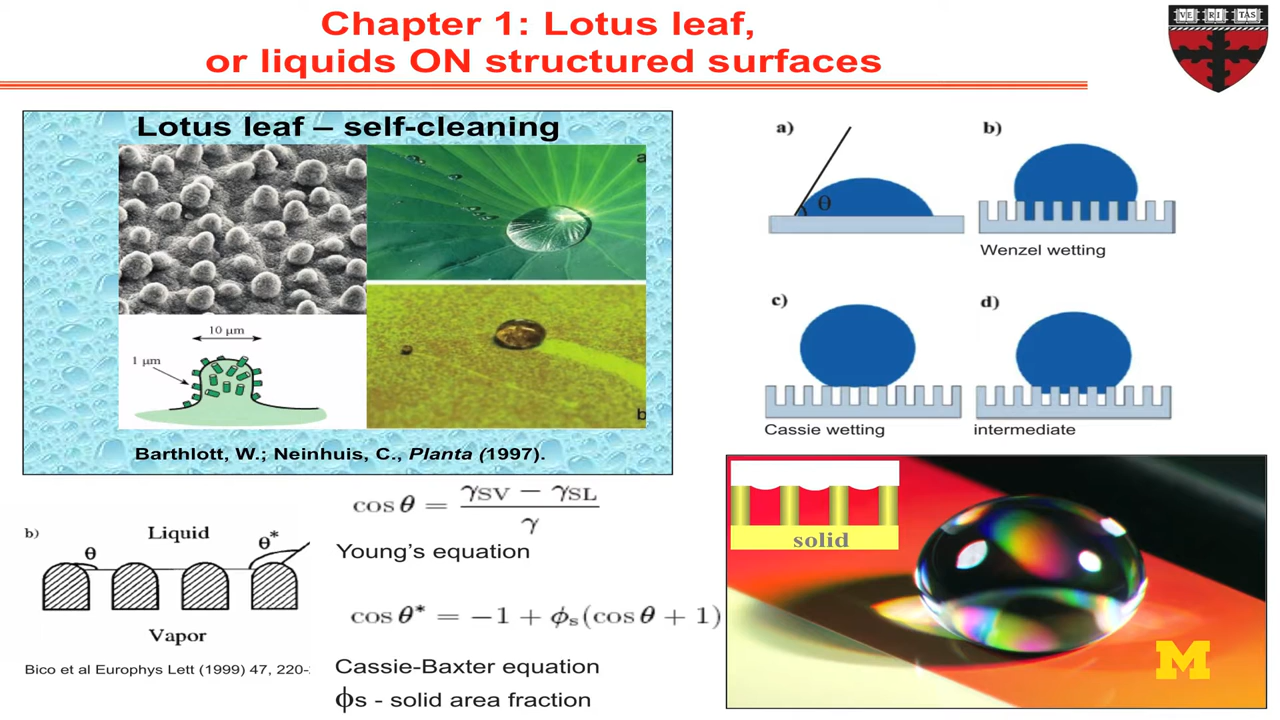 Chapter 1: Lotus leaf,
or liquids ON structured surfaces
VE RI TAS
Lotus leaf – self-cleaning
a
10 μm
1 μm
b
Barthlott, W.; Neinhuis, C., Planta (1997).
a)
θ
b)
Wenzel wetting
c)
Cassie wetting
d)
intermediate
b)
Liquid
θ
θ*
Vapor
Bico et al Europhys Lett (1999) 47, 220-
cos θ = (γSV − γSL) / γ
Young's equation
cos θ* = −1 + ϕs(cos θ + 1)
Cassie-Baxter equation
ϕs - solid area fraction
solid
M